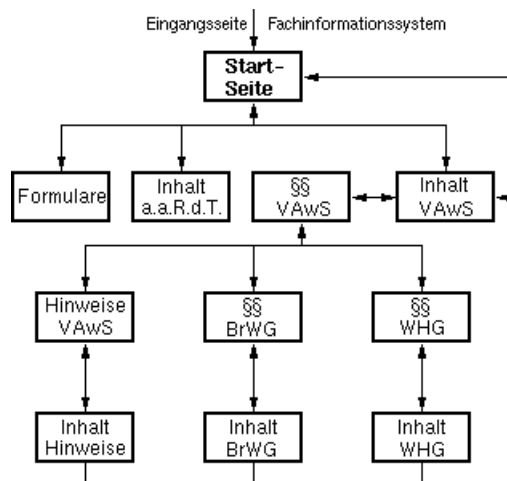 Eingangsseite Fachinformationssystem
Start-
Seite
Formulare
Inhalt
a.a.R.d.T.
§§
VAwS
Inhalt
VAwS
Hinweise
VAwS
§§
BrWG
§§
WHG
Inhalt
Hinweise
Inhalt
BrWG
Inhalt
WHG